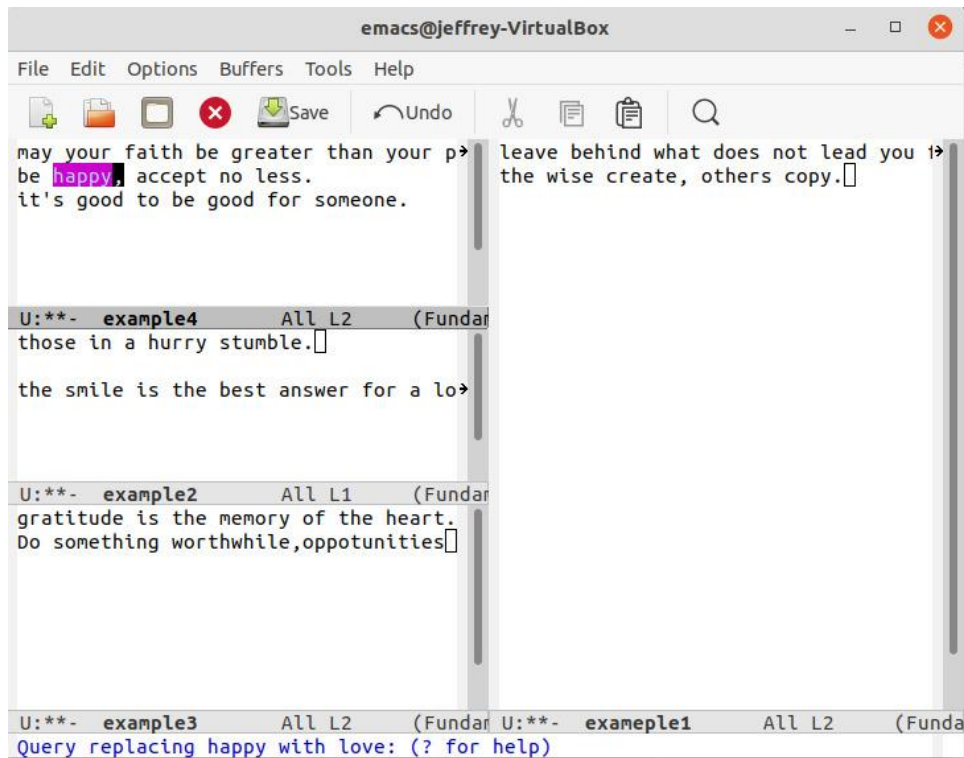 emacs@jeffrey-VirtualBox
File Edit Options Buffers Tools Help
Save Undo
may your faith be greater than your p
be happy, accept no less.
it's good to be good for someone.
U:**- example4 All L2 (Fundam
those in a hurry stumble.
the smile is the best answer for a lo
U:**- example2 All L1 (Fundam
gratitude is the memory of the heart.
Do something worthwhile,oppotunities
U:**- example3 All L2 (Fundam
leave behind what does not lead you
the wise create, others copy.
U:**- exameple1 All L2 (Funda
Query replacing happy with love: (? for help)